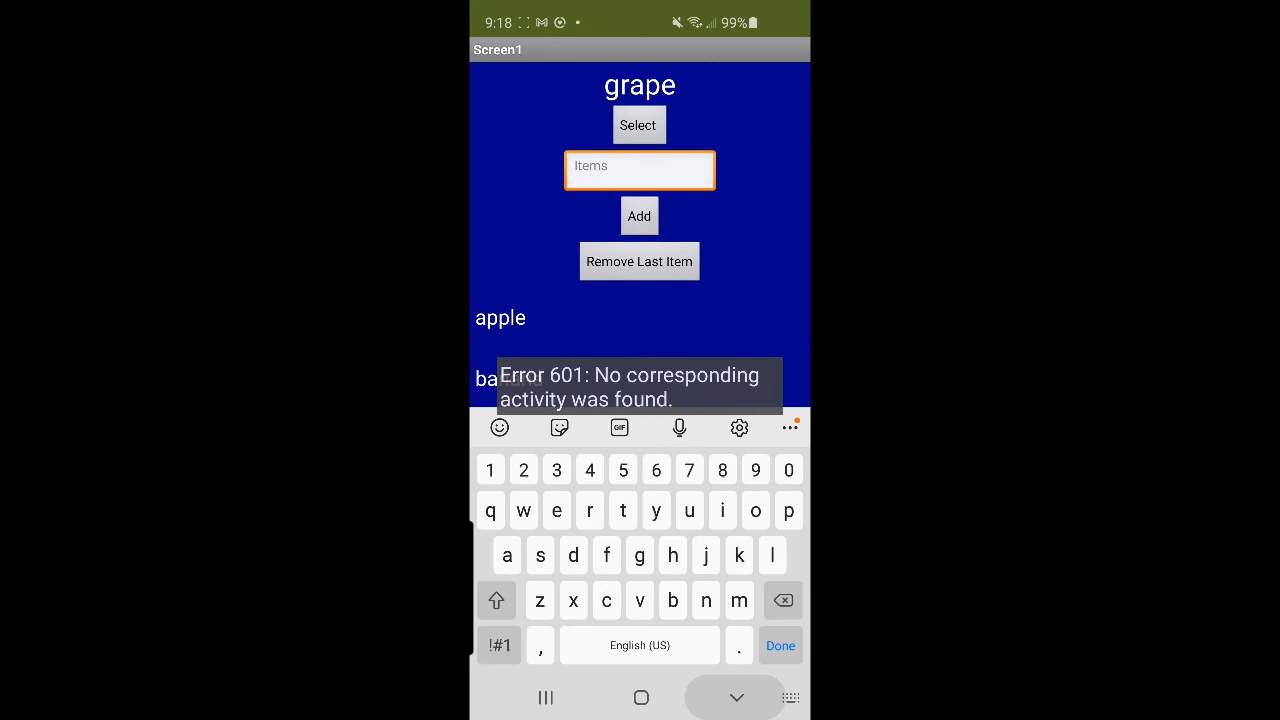 9:18 99%
Screen1
grape
Select
Items
Add
Remove Last Item
apple
Error 601: No corresponding
activity was found.
GIF
1 2 3 4 5 6 7 8 9 0
q w e r t y u i o p
a s d f g h j k l
z x c v b n m
!#1 , English (US) . Done